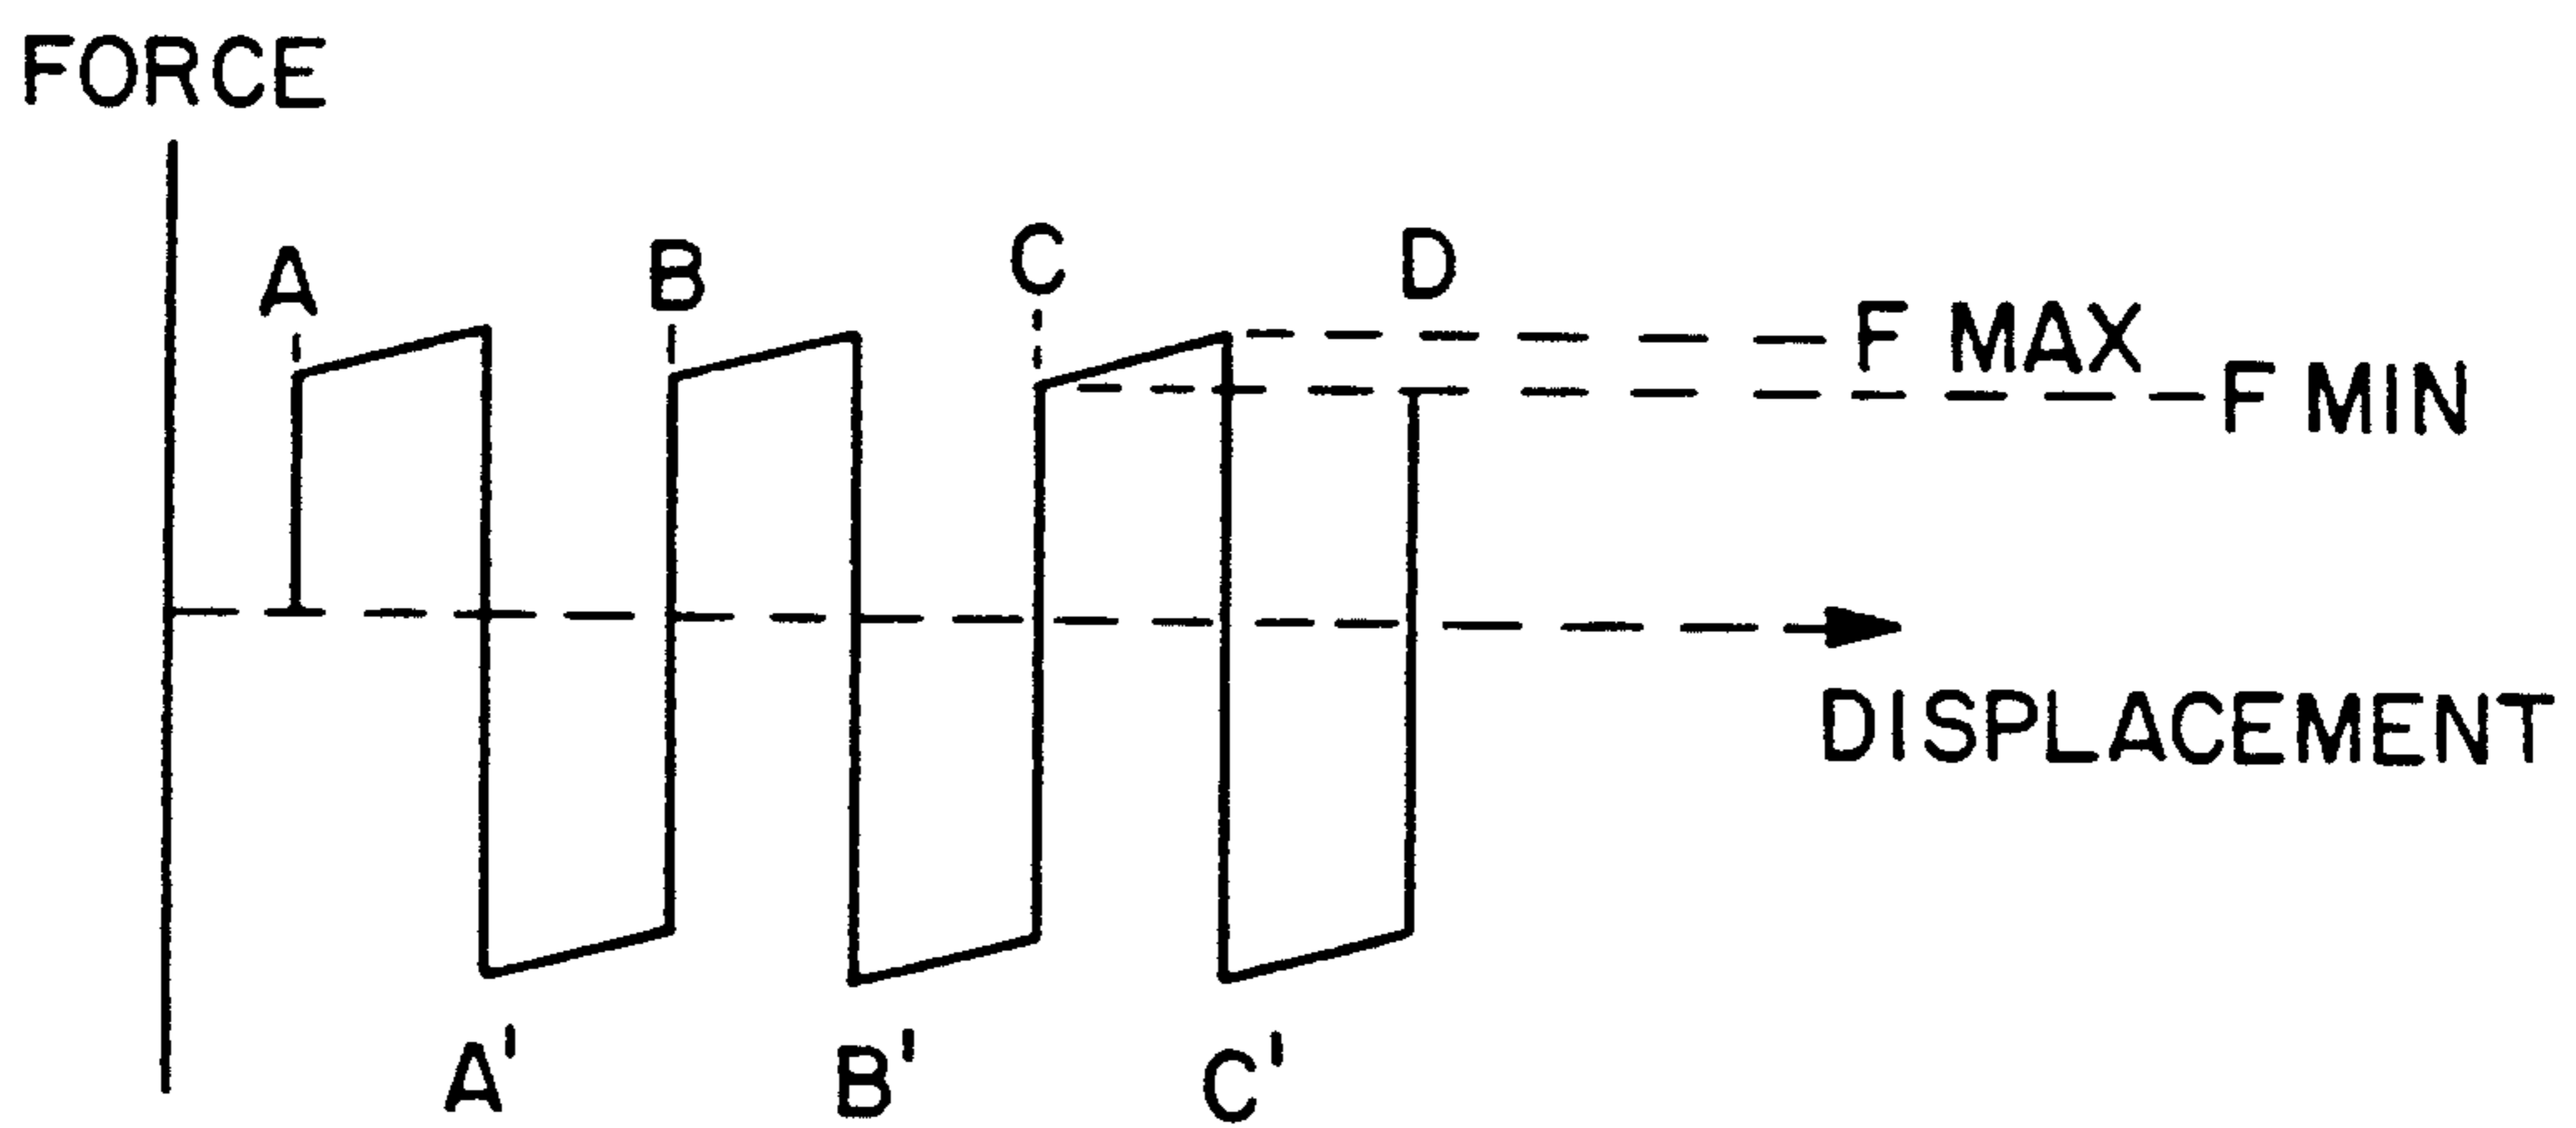 FORCE
A
B
C
D
F MAX
F MIN
DISPLACEMENT
A'
B'
C'